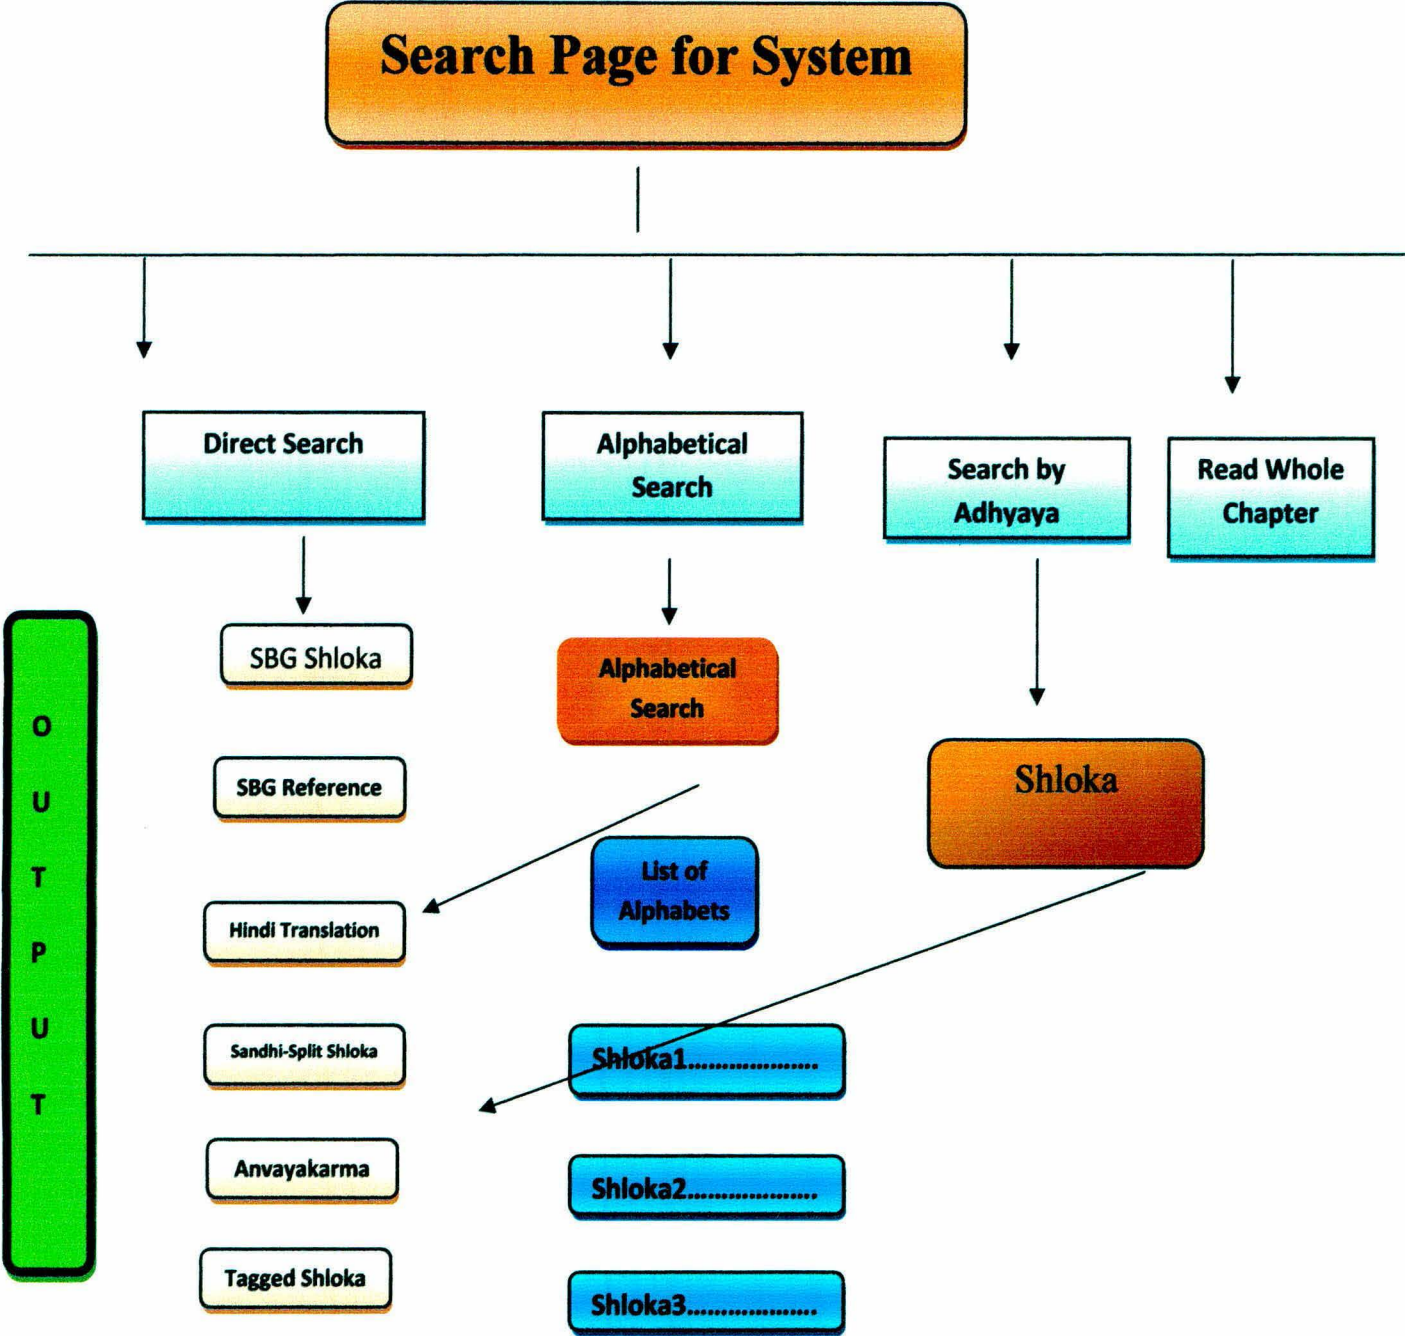 Search Page for System
Direct Search
Alphabetical
Search
Search by
Adhyaya
Read Whole
Chapter
O
U
T
P
U
T
SBG Shloka
SBG Reference
Hindi Translation
Sandhi-Split Shloka
Anvayakarma
Tagged Shloka
Alphabetical
Search
List of
Alphabets
Shloka1...................
Shloka2...................
Shloka3...................
Shloka